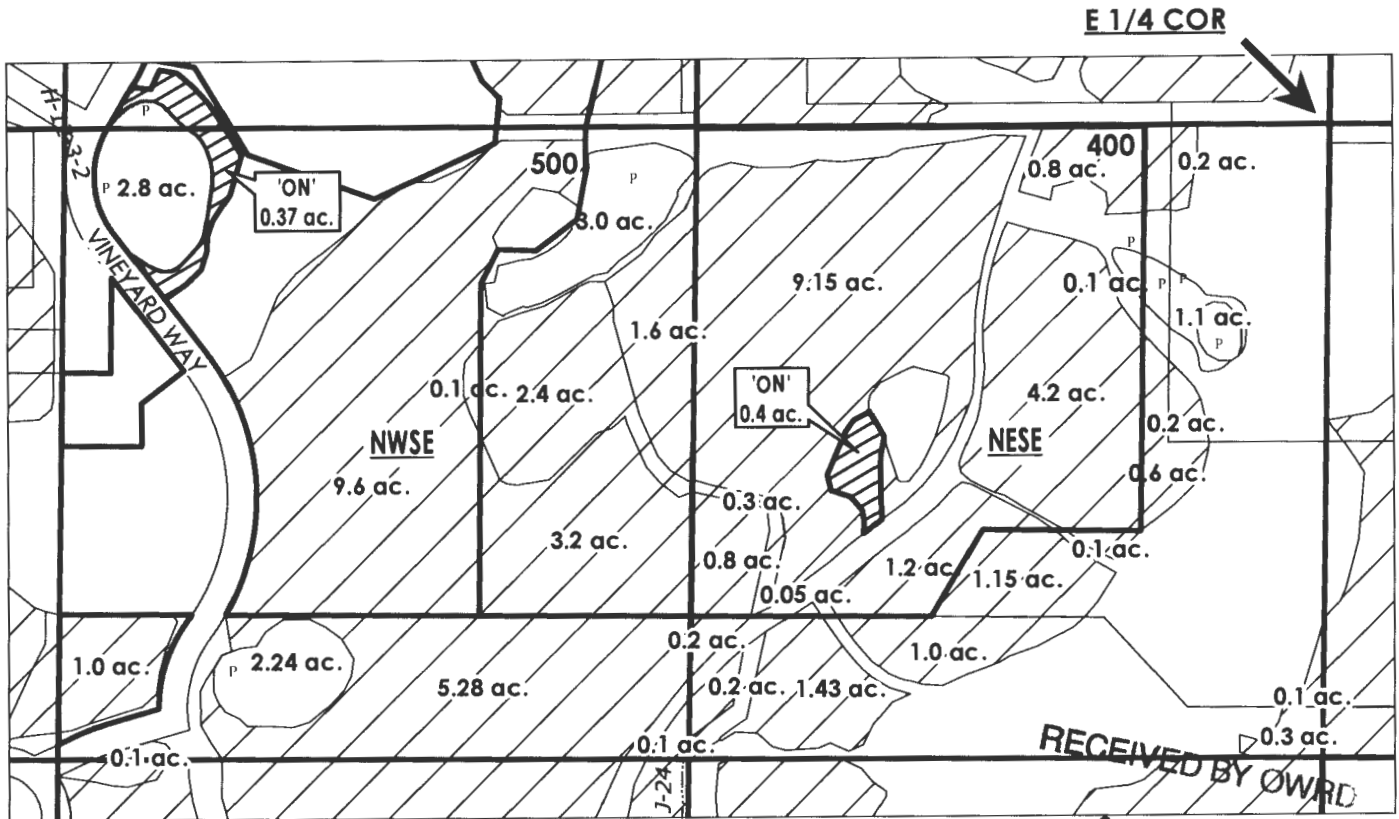 E 1/4 COR
500
400
0.8 ac.
0.2 ac.
P
P
2.8 ac.
'ON'
0.37 ac.
P
3.0 ac.
VINEYARD WAY
9.15 ac.
P
0.1 ac.
P
P
1.1 ac.
P
1.6 ac.
0.1 ac.
2.4 ac.
'ON'
0.4 ac.
4.2 ac.
0.2 ac.
NWSE
NESE
9.6 ac.
0.6 ac.
0.3 ac.
3.2 ac.
0.8 ac.
0.1 ac.
1.2 ac.
1.15 ac.
0.05 ac.
0.2 ac.
1.0 ac.
P
2.24 ac.
5.28 ac.
1.0 ac.
0.2 ac.
1.43 ac.
0.1 ac.
0.1 ac.
0.1 ac.
0.3 ac.
J-24
RECEIVED BY OWRD